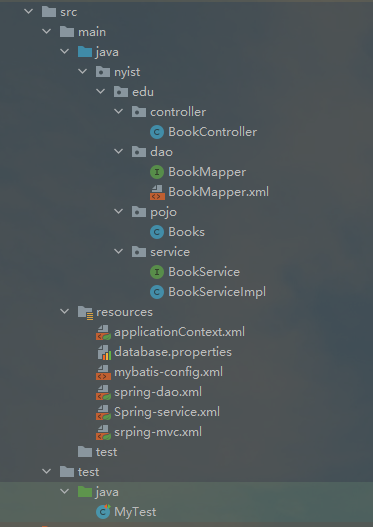 src
main
java
nyist
edu
controller
BookController
dao
BookMapper
BookMapper.xml
pojo
Books
service
BookService
BookServiceImpl
resources
applicationContext.xml
database.properties
mybatis-config.xml
spring-dao.xml
Spring-service.xml
srping-mvc.xml
test
test
java
MyTest